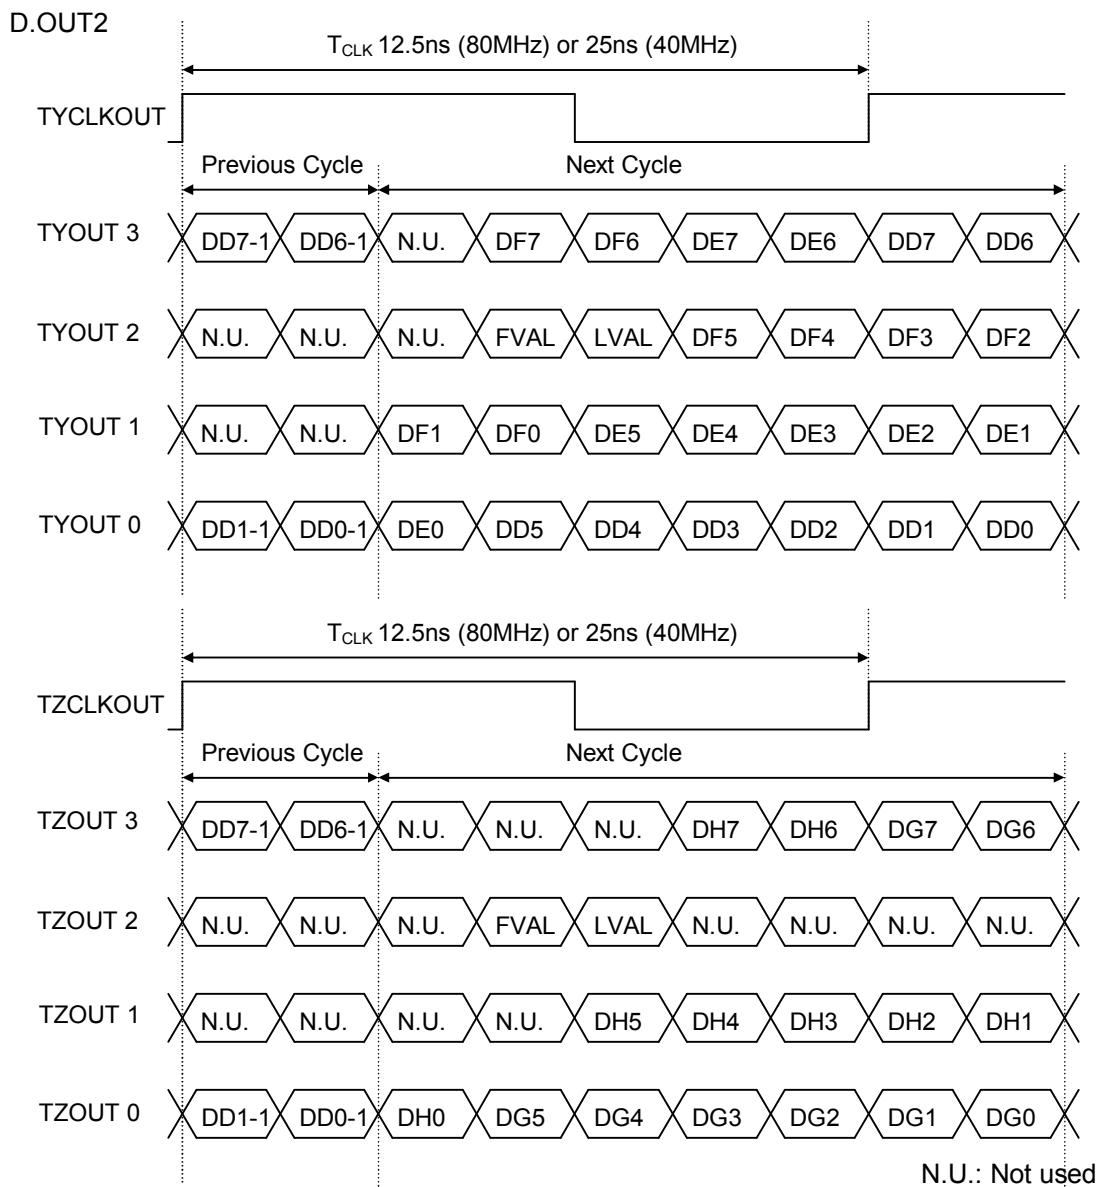 D.OUT2
TCLK 12.5ns (80MHz) or 25ns (40MHz)
TYCLKOUT
Previous Cycle Next Cycle
TYOUT 3 DD7-1 DD6-1 N.U. DF7 DF6 DE7 DE6 DD7 DD6
TYOUT 2 N.U. N.U. N.U. FVAL LVAL DF5 DF4 DF3 DF2
TYOUT 1 N.U. N.U. DF1 DF0 DE5 DE4 DE3 DE2 DE1
TYOUT 0 DD1-1 DD0-1 DE0 DD5 DD4 DD3 DD2 DD1 DD0
TCLK 12.5ns (80MHz) or 25ns (40MHz)
TZCLKOUT
Previous Cycle Next Cycle
TZOUT 3 DD7-1 DD6-1 N.U. N.U. N.U. DH7 DH6 DG7 DG6
TZOUT 2 N.U. N.U. N.U. FVAL LVAL N.U. N.U. N.U. N.U.
TZOUT 1 N.U. N.U. N.U. N.U. DH5 DH4 DH3 DH2 DH1
TZOUT 0 DD1-1 DD0-1 DH0 DG5 DG4 DG3 DG2 DG1 DG0
N.U.: Not used